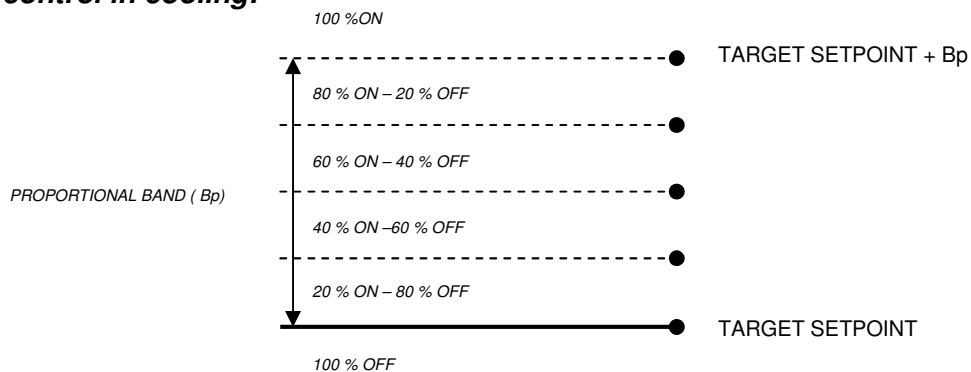 control in cooling:
100 %ON
TARGET SETPOINT + Bp
80 % ON – 20 % OFF
60 % ON – 40 % OFF
PROPORTIONAL BAND ( Bp)
40 % ON –60 % OFF
20 % ON – 80 % OFF
TARGET SETPOINT
100 % OFF